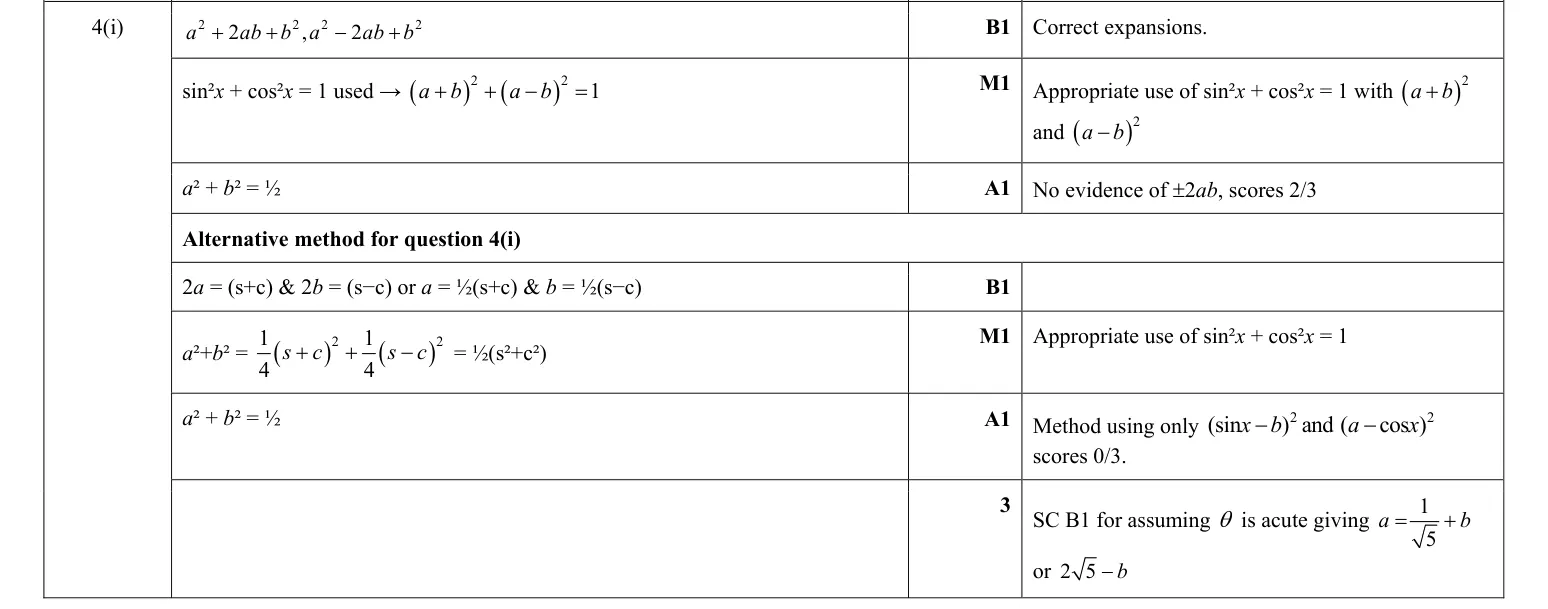 4(i) a² + 2ab + b², a² − 2ab + b² B1 Correct expansions.
sin²x + cos²x = 1 used → (a + b)² + (a − b)² = 1 M1 Appropriate use of sin²x + cos²x = 1 with (a + b)²
and (a − b)²
a² + b² = ½ A1 No evidence of ±2ab, scores 2/3
Alternative method for question 4(i)
2a = (s+c) & 2b = (s−c) or a = ½(s+c) & b = ½(s−c) B1
a²+b² = 1/4 (s + c)² + 1/4 (s − c)² = ½(s²+c²) M1 Appropriate use of sin²x + cos²x = 1
a² + b² = ½ A1 Method using only (sinx − b)² and (a − cosx)²
scores 0/3.
3 SC B1 for assuming θ is acute giving a = 1/√5 + b
or 2√5 − b